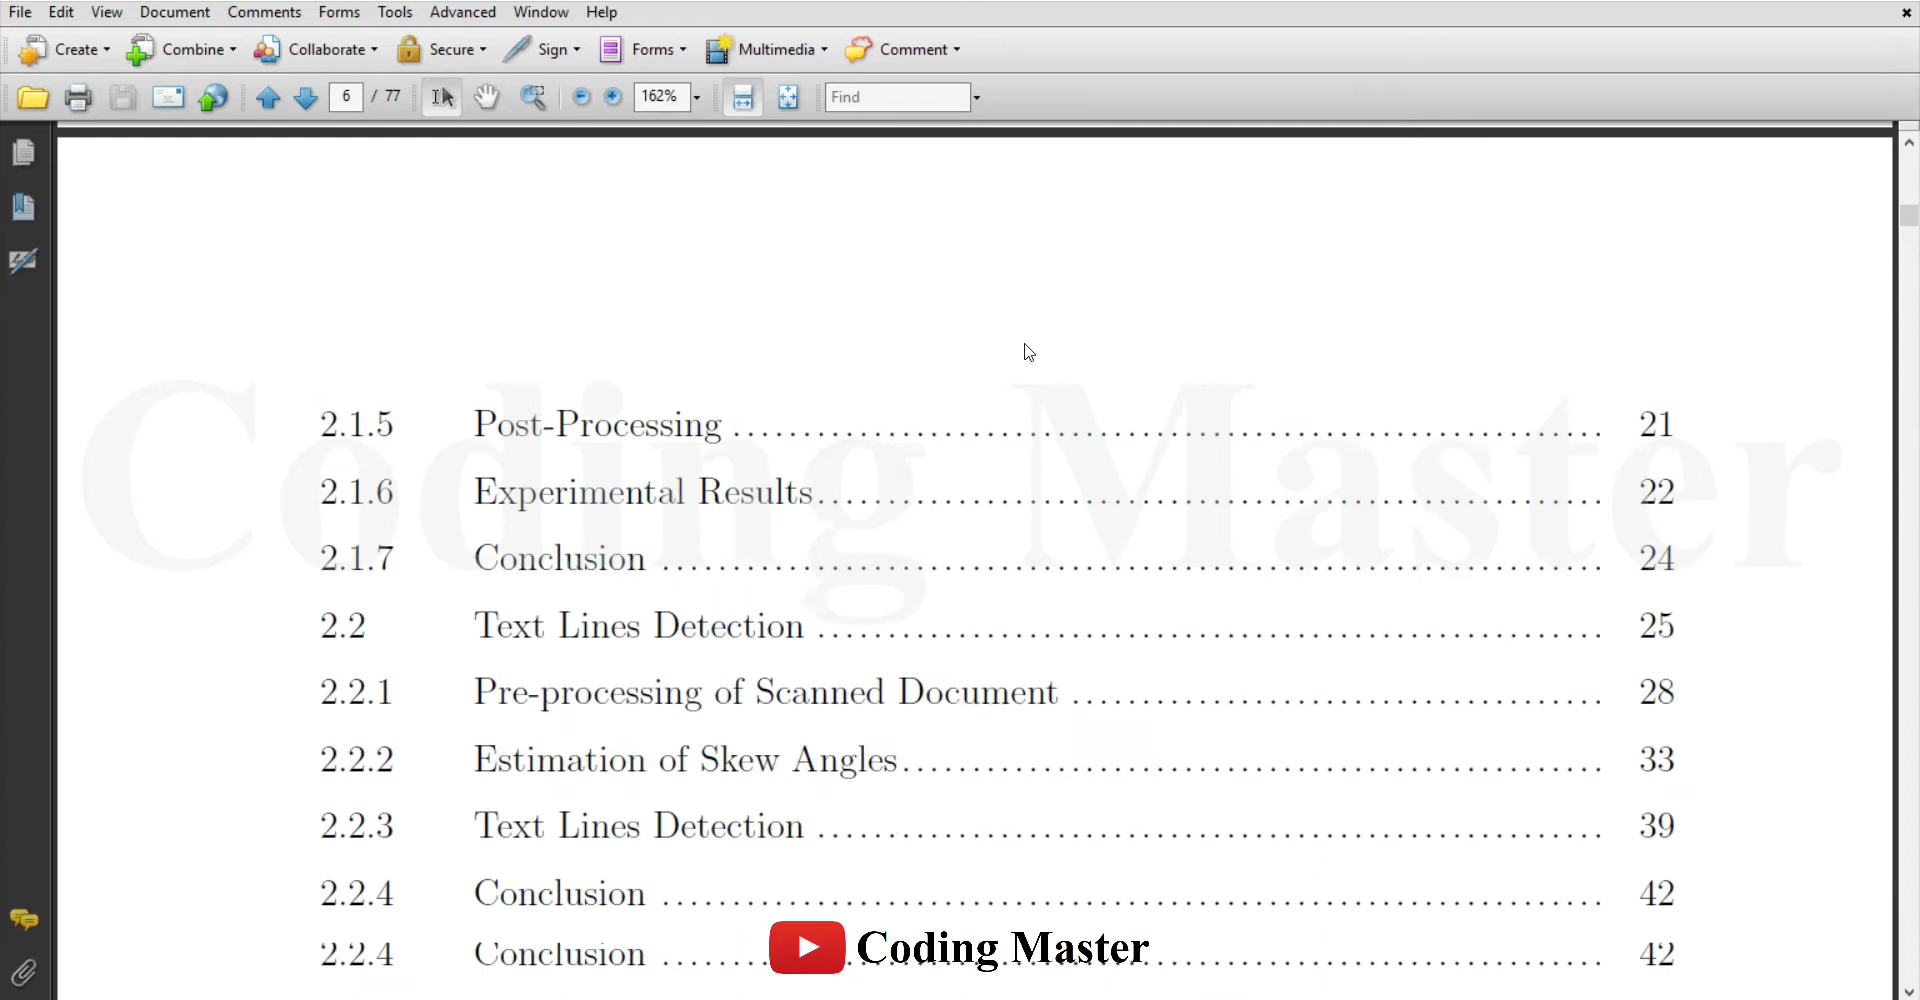 File Edit View Document Comments Forms Tools Advanced Window Help
Create Combine Collaborate Secure Sign Forms Multimedia Comment
6 / 77 162% Find
Coding Master
2.1.5 Post-Processing ........................................ 21
2.1.6 Experimental Results ........................................ 22
2.1.7 Conclusion ........................................ 24
2.2 Text Lines Detection ........................................ 25
2.2.1 Pre-processing of Scanned Document ........................................ 28
2.2.2 Estimation of Skew Angles ........................................ 33
2.2.3 Text Lines Detection ........................................ 39
2.2.4 Conclusion ........................................ 42
2.2.4 Conclusion ........................................ 42
Coding Master